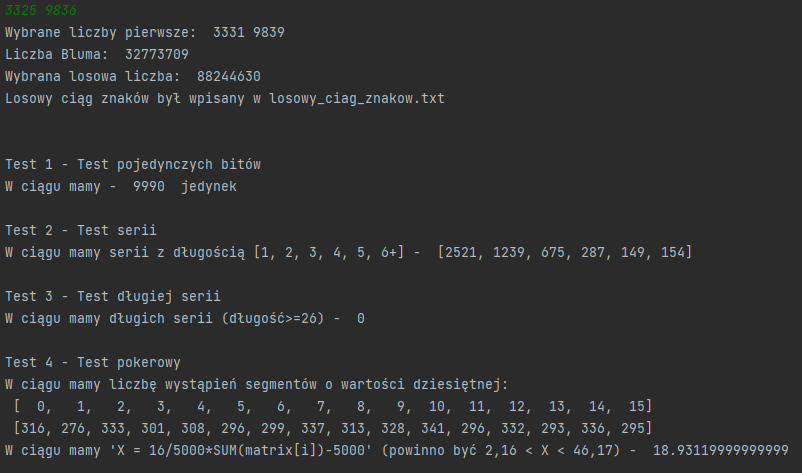 3325 9836
Wybrane liczby pierwsze:  3331 9839
Liczba Bluma:  32773709
Wybrana losowa liczba:  88244630
Losowy ciąg znaków był wpisany w losowy_ciag_znakow.txt
Test 1 - Test pojedynczych bitów
W ciągu mamy -  9990  jedynek
Test 2 - Test serii
W ciągu mamy serii z długością [1, 2, 3, 4, 5, 6+] -  [2521, 1239, 675, 287, 149, 154]
Test 3 - Test długiej serii
W ciągu mamy długich serii (długość>=26) -  0
Test 4 - Test pokerowy
W ciągu mamy liczbę wystąpień segmentów o wartości dziesiętnej:
[  0,   1,   2,   3,   4,   5,   6,   7,   8,   9,  10,  11,  12,  13,  14,  15]
[316, 276, 333, 301, 308, 296, 299, 337, 313, 328, 341, 296, 332, 293, 336, 295]
W ciągu mamy 'X = 16/5000*SUM(matrix[i])-5000' (powinno być 2,16 < X < 46,17) -  18.93119999999999